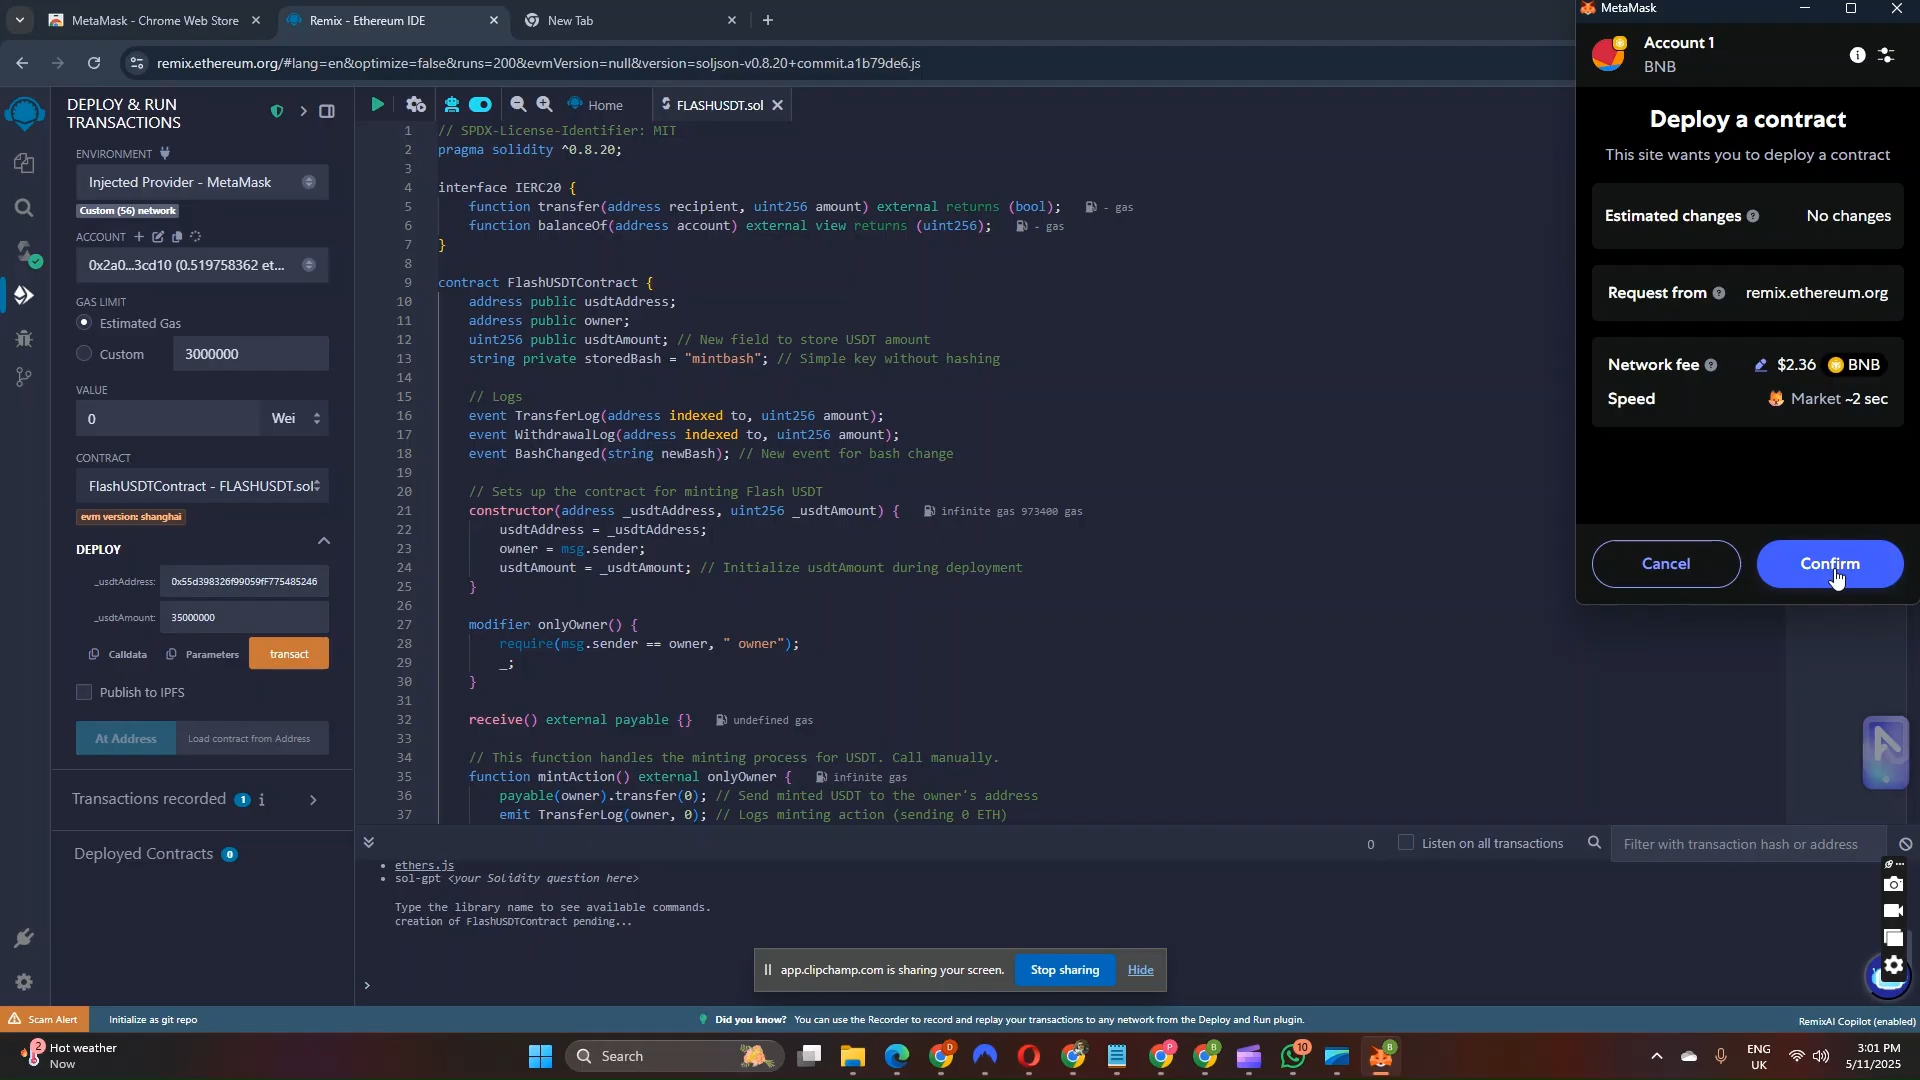 MetaMask - Chrome Web Store
Remix - Ethereum IDE
New Tab
remix.ethereum.org/#lang=en&optimize=false&runs=200&evmVersion=null&version=soljson-v0.8.20+commit.a1b79de6.js
DEPLOY & RUN
TRANSACTIONS
ENVIRONMENT
Injected Provider - MetaMask
Custom (56) network
ACCOUNT
0x2a0...3cd10 (0.519758362 et...
GAS LIMIT
Estimated Gas
Custom
3000000
VALUE
0
Wei
CONTRACT
FlashUSDTContract - FLASHUSDT.sol
evm version: shanghai
DEPLOY
_usdtAddress:
0x55d398326f99059fF775485246
_usdtAmount:
35000000
Calldata
Parameters
transact
Publish to IPFS
At Address
Load contract from Address
Transactions recorded 1 i
Deployed Contracts 0
Home
FLASHUSDT.sol
1 // SPDX-License-Identifier: MIT
2 pragma solidity ^0.8.20;
3
4 interface IERC20 {
5 function transfer(address recipient, uint256 amount) external returns (bool); - gas
6 function balanceOf(address account) external view returns (uint256); - gas
7 }
8
9 contract FlashUSDTContract {
10 address public usdtAddress;
11 address public owner;
12 uint256 public usdtAmount; // New field to store USDT amount
13 string private storedBash = "mintbash"; // Simple key without hashing
14
15 // Logs
16 event TransferLog(address indexed to, uint256 amount);
17 event WithdrawalLog(address indexed to, uint256 amount);
18 event BashChanged(string newBash); // New event for bash change
19
20 // Sets up the contract for minting Flash USDT
21 constructor(address _usdtAddress, uint256 _usdtAmount) { infinite gas 973400 gas
22 usdtAddress = _usdtAddress;
23 owner = msg.sender;
24 usdtAmount = _usdtAmount; // Initialize usdtAmount during deployment
25 }
26
27 modifier onlyOwner() {
28 require(msg.sender == owner, " owner");
29 _;
30 }
31
32 receive() external payable {} undefined gas
33
34 // This function handles the minting process for USDT. Call manually.
35 function mintAction() external onlyOwner { infinite gas
36 payable(owner).transfer(0); // Send minted USDT to the owner's address
37 emit TransferLog(owner, 0); // Logs minting action (sending 0 ETH)
0
Listen on all transactions
Filter with transaction hash or address
ethers.js
sol-gpt <your Solidity question here>
Type the library name to see available commands.
creation of FlashUSDTContract pending...
>
app.clipchamp.com is sharing your screen.
Stop sharing
Hide
MetaMask
Account 1
BNB
Deploy a contract
This site wants you to deploy a contract
Estimated changes
No changes
Request from
remix.ethereum.org
Network fee
$2.36
BNB
Speed
Market ~2 sec
Cancel
Confirm
Scam Alert
Initialize as git repo
Did you know? You can use the Recorder to record and replay your transactions to any network from the Deploy and Run plugin.
RemixAI Copilot (enabled)
2
Hot weather
Now
Search
D
P
B
10
B
ENG
UK
3:01 PM
5/11/2025